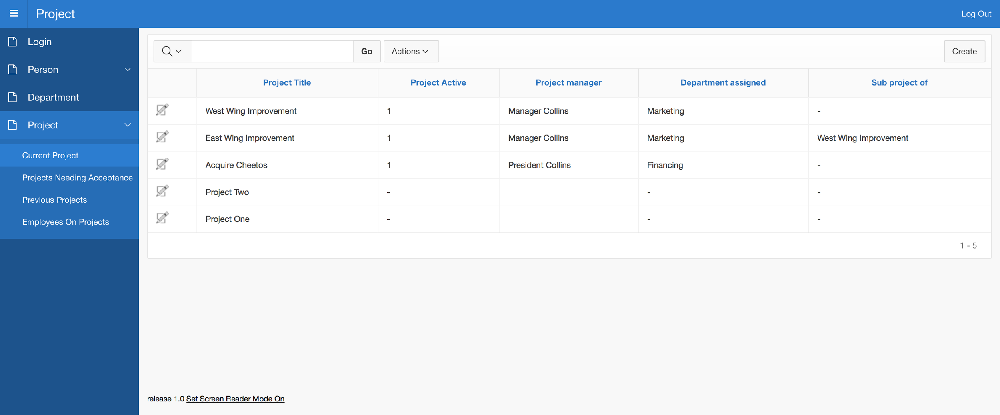 Project
Log Out
Login
Person
Department
Project
Current Project
Projects Needing Acceptance
Previous Projects
Employees On Projects
Go Actions Create
Project Title Project Active Project manager Department assigned Sub project of
West Wing Improvement 1 Manager Collins Marketing -
East Wing Improvement 1 Manager Collins Marketing West Wing Improvement
Acquire Cheetos 1 President Collins Financing -
Project Two - - -
Project One - - -
1 - 5
release 1.0 Set Screen Reader Mode On